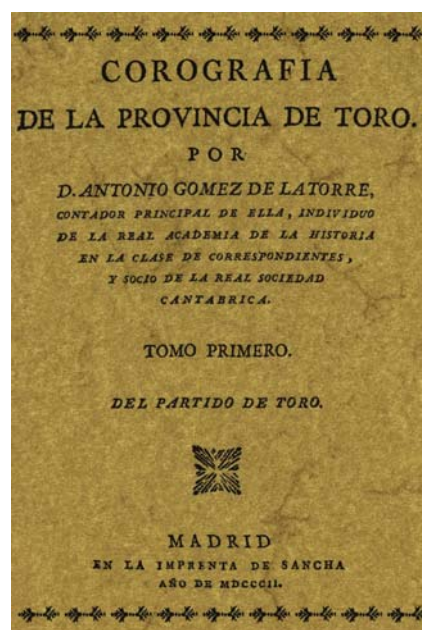 COROGRAFIA
DE LA PROVINCIA DE TORO.
POR
D. ANTONIO GOMEZ DE LA TORRE,
CONTADOR PRINCIPAL DE ELLA, INDIVIDUO
DE LA REAL ACADEMIA DE LA HISTORIA
EN LA CLASE DE CORRESPONDIENTES,
Y SOCIO DE LA REAL SOCIEDAD
CANTABRICA.
TOMO PRIMERO.
DEL PARTIDO DE TORO.
MADRID
EN LA IMPRENTA DE SANCHA
AÑO DE MDCCCII.